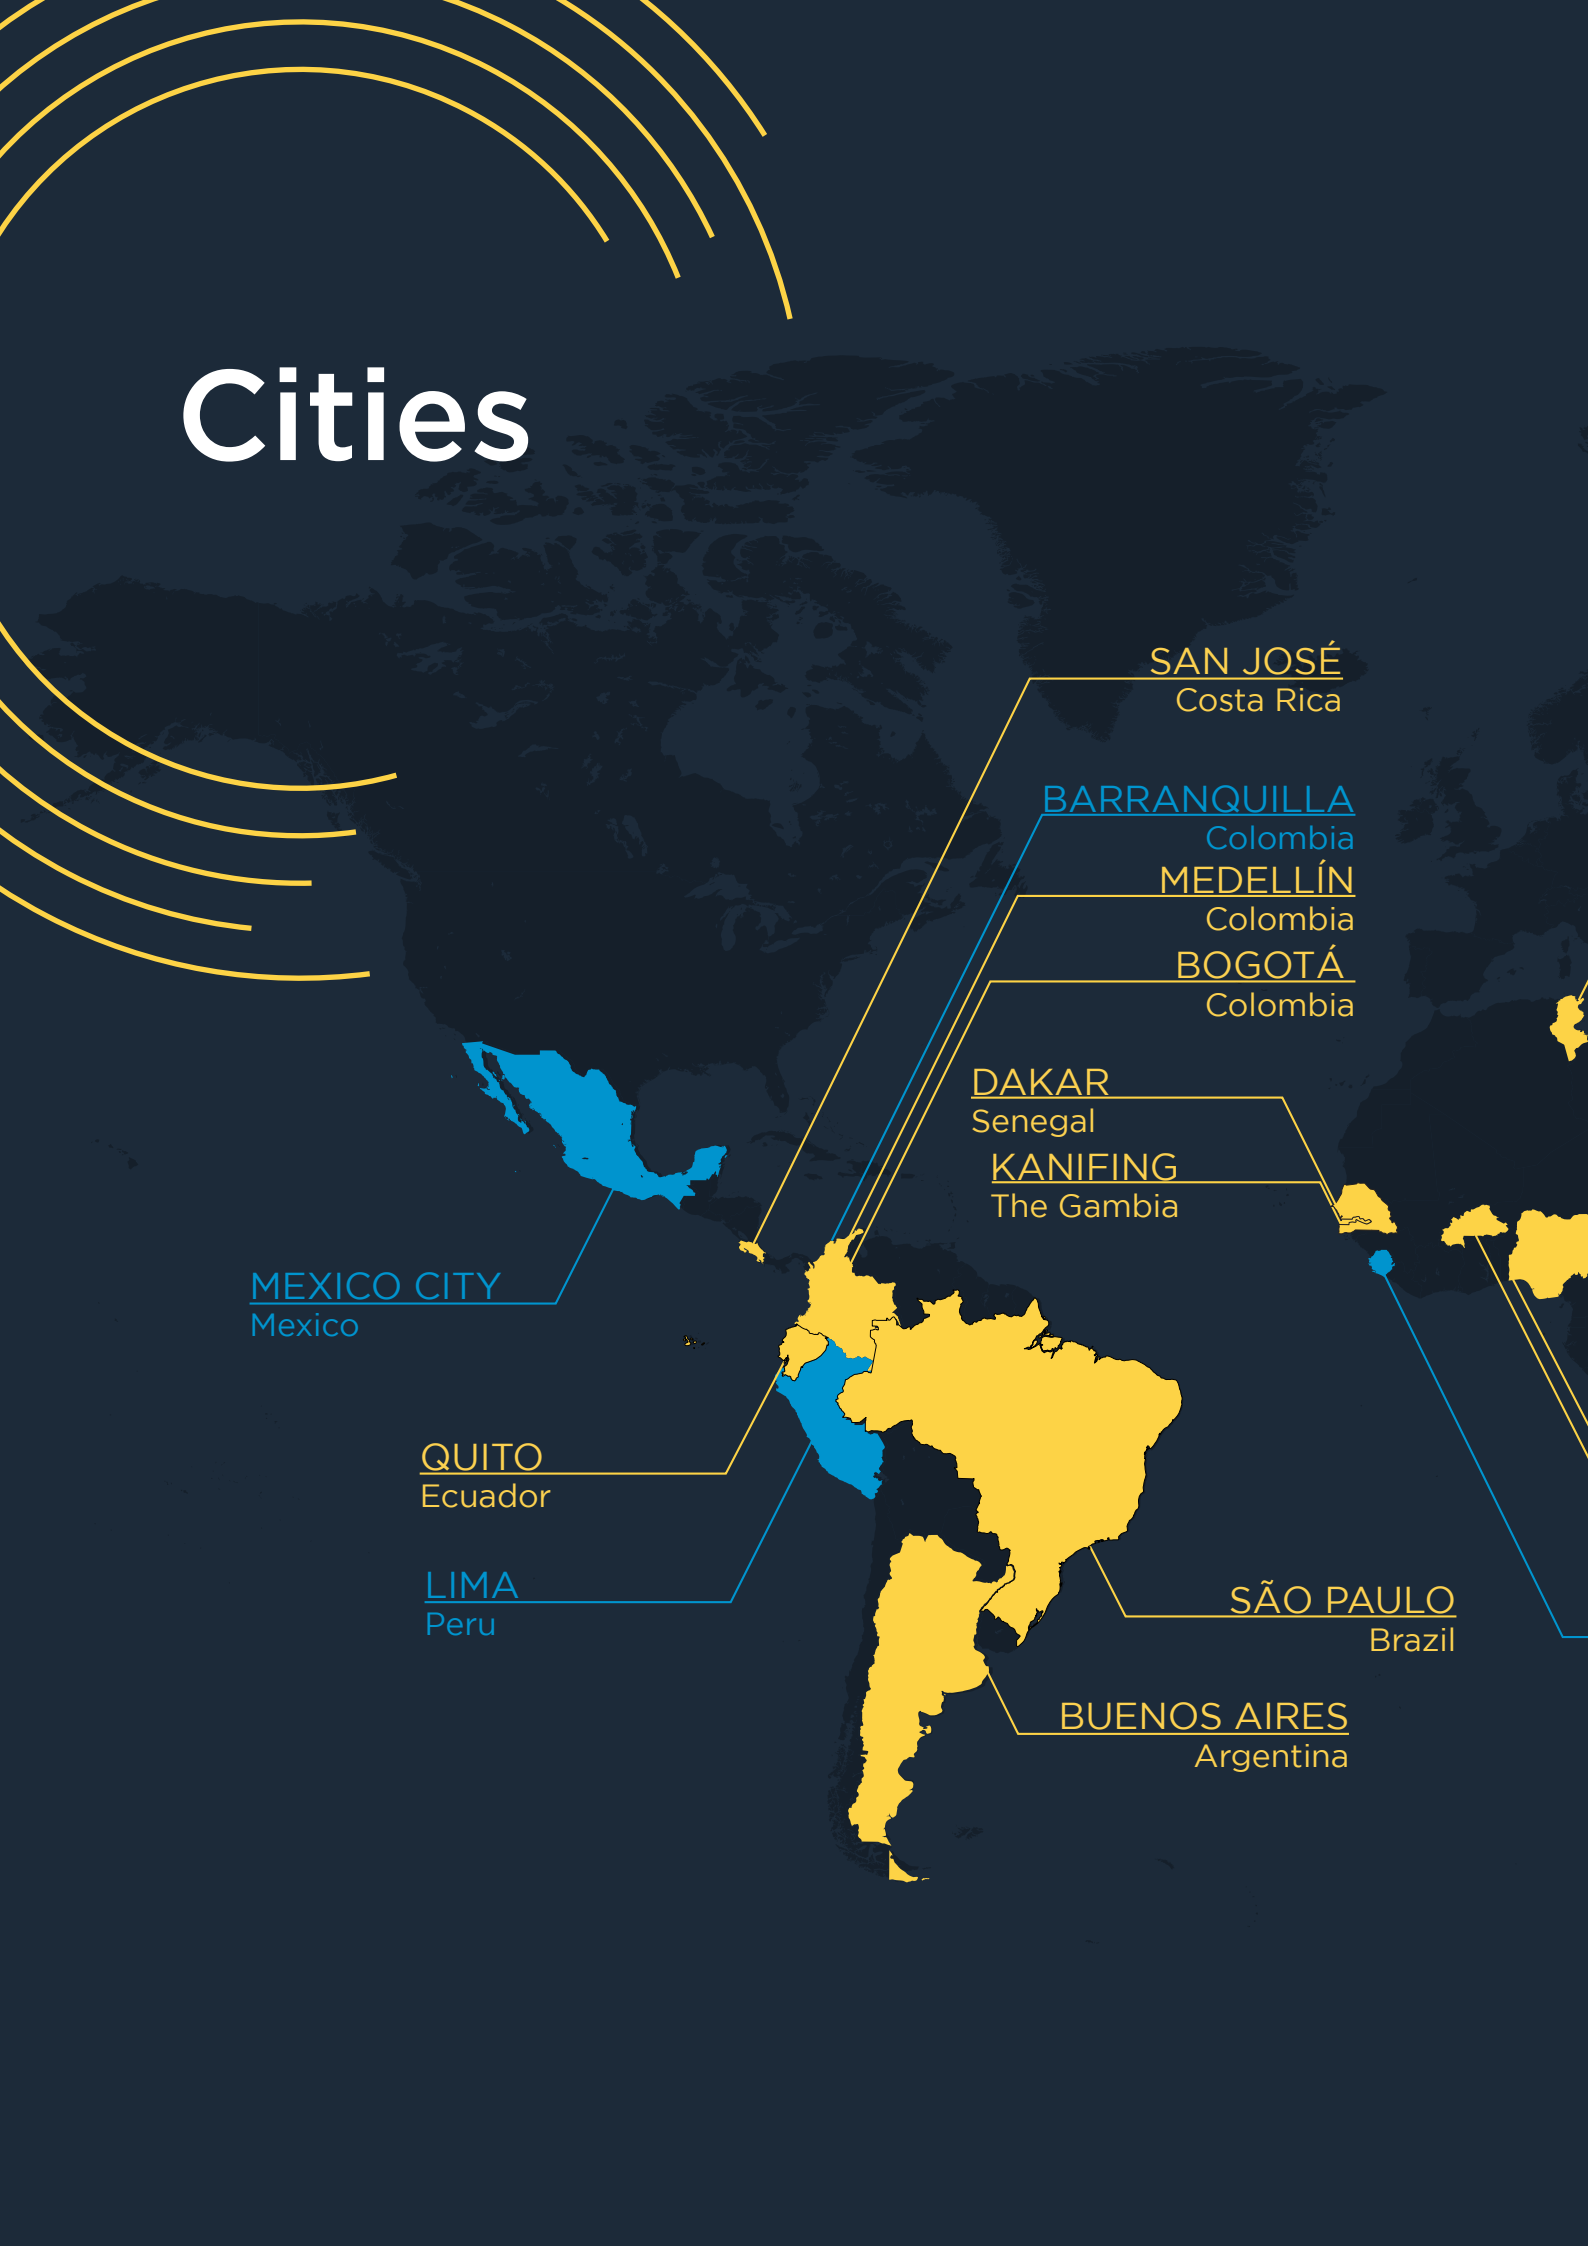 Cities
SAN JOSÉ
Costa Rica
BARRANQUILLA
Colombia
MEDELLÍN
Colombia
BOGOTÁ
Colombia
DAKAR
Senegal
KANIFING
The Gambia
MEXICO CITY
Mexico
QUITO
Ecuador
LIMA
Peru
SÃO PAULO
Brazil
BUENOS AIRES
Argentina